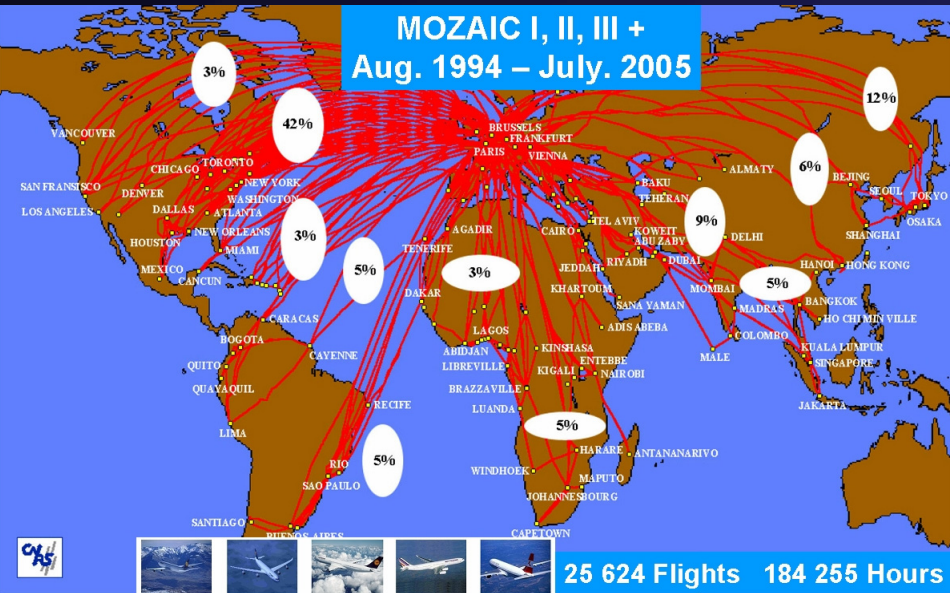 MOZAIC I, II, III +
Aug. 1994 – July. 2005
3%
42%
12%
BRUSSELS
FRANKFURT
PARIS
VIENNA
VANCOUVER
TORONTO
CHICAGO
ALMATY
6%
BEJING
SAN FRANSISCO
DENVER
NEW YORK
WASHINGTON
BAKU
TEHERAN
SEOUL
TOKYO
LOS ANGELES
DALLAS
ATLANTA
3%
AGADIR
TEL AVIV
9%
OSAKA
HOUSTON
NEW ORLEANS
CAIRO
KOWEIT
DELHI
SHANGHAI
MIAMI
TENERIFE
ABU ZABY
RIYADH
DUBAI
MEXICO
CANCUN
5%
3%
JEDDAH
HANOI
HONG KONG
DAKAR
KHARTOUM
MOMBAI
5%
SANA YAMAN
MADRAS
BANGKOK
CARACAS
LAGOS
ADIS ABEBA
HO CHI MIN VILLE
BOGOTA
ABIDJAN
KINSHASA
COLOMBO
CAYENNE
LIBREVILLE
ENTEBBE
MALE
KUALA LUMPUR
QUITO
KIGALI
NAIROBI
SINGAPORE
QUAYAQUIL
BRAZZAVILLE
RECIFE
LUANDA
JAKARTA
LIMA
5%
HARARE
ANTANANARIVO
RIO
5%
WINDHOEK
MAPUTO
SAO PAULO
JOHANNESBOURG
SANTIAGO
BUENOS AIRES
CAPETOWN
CNRS
25 624 Flights 184 255 Hours